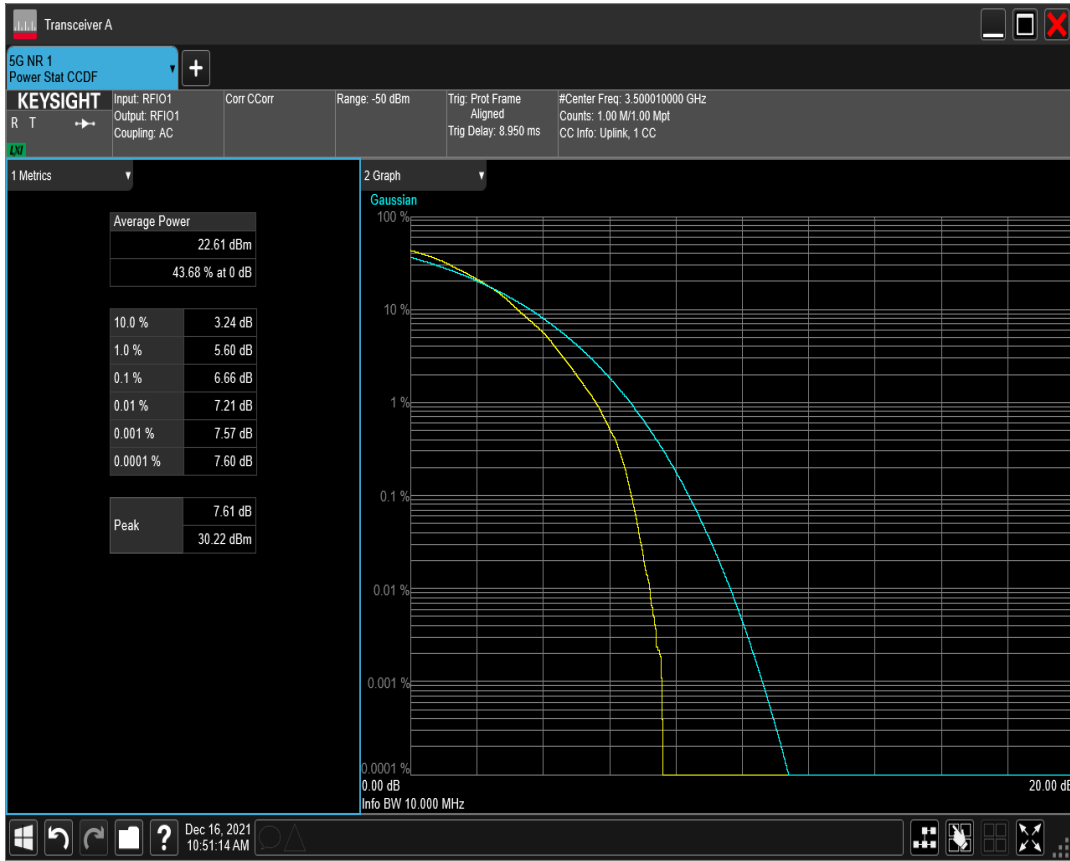 Transceiver A
5G NR 1
Power Stat CCDF
+
KEYSIGHT
R T
LXI
Input: RFIO1
Output: RFIO1
Coupling: AC
Corr CCorr
Range: -50 dBm
Trig: Prot Frame
Aligned
Trig Delay: 8.950 ms
#Center Freq: 3.500010000 GHz
Counts: 1.00 M/1.00 Mpt
CC Info: Uplink, 1 CC
1 Metrics
Average Power
22.61 dBm
43.68 % at 0 dB
10.0 % 3.24 dB
1.0 % 5.60 dB
0.1 % 6.66 dB
0.01 % 7.21 dB
0.001 % 7.57 dB
0.0001 % 7.60 dB
Peak 7.61 dB
30.22 dBm
2 Graph
Gaussian
100 %
10 %
1 %
0.1 %
0.01 %
0.001 %
0.0001 %
0.00 dB 20.00 dB
Info BW 10.000 MHz
?
Dec 16, 2021
10:51:14 AM